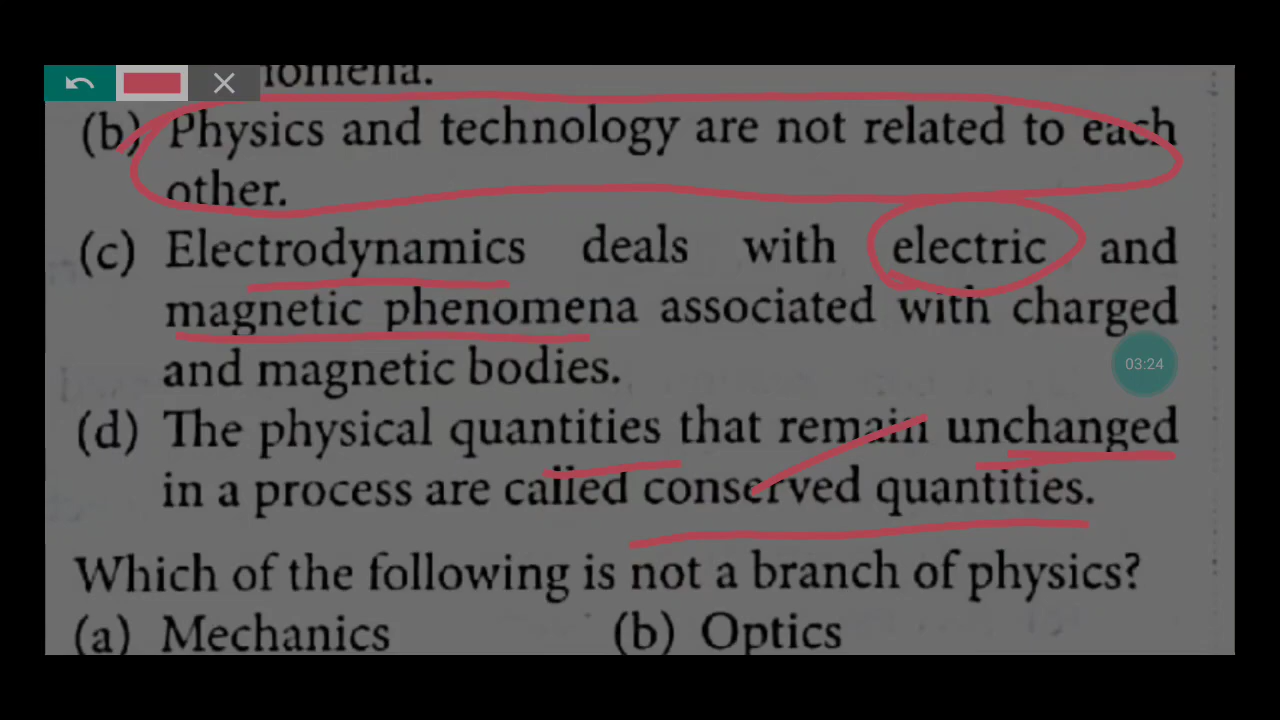 nomena.
(b) Physics and technology are not related to each
other.
(c) Electrodynamics deals with electric and
magnetic phenomena associated with charged
and magnetic bodies.
03:24
(d) The physical quantities that remain unchanged
in a process are called conserved quantities.
Which of the following is not a branch of physics?
(a) Mechanics (b) Optics